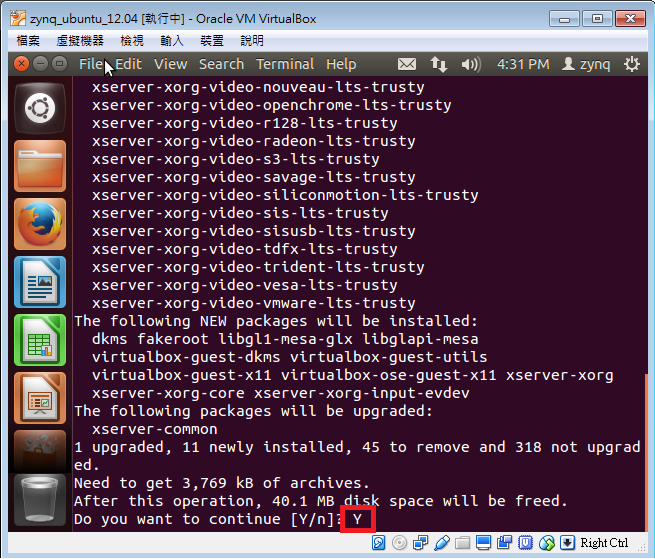 zynq_ubuntu_12.04 [執行中] - Oracle VM VirtualBox
檔案 虛擬機器 檢視 輸入 裝置 說明
File Edit View Search Terminal Help 4:31 PM zynq
xserver-xorg-video-nouveau-lts-trusty
xserver-xorg-video-openchrome-lts-trusty
xserver-xorg-video-r128-lts-trusty
xserver-xorg-video-radeon-lts-trusty
xserver-xorg-video-s3-lts-trusty
xserver-xorg-video-savage-lts-trusty
xserver-xorg-video-siliconmotion-lts-trusty
xserver-xorg-video-sis-lts-trusty
xserver-xorg-video-sisusb-lts-trusty
xserver-xorg-video-tdfx-lts-trusty
xserver-xorg-video-trident-lts-trusty
xserver-xorg-video-vesa-lts-trusty
xserver-xorg-video-vmware-lts-trusty
The following NEW packages will be installed:
dkms fakeroot libgl1-mesa-glx libglapi-mesa
virtualbox-guest-dkms virtualbox-guest-utils
virtualbox-guest-x11 virtualbox-ose-guest-x11 xserver-xorg
xserver-xorg-core xserver-xorg-input-evdev
The following packages will be upgraded:
xserver-common
1 upgraded, 11 newly installed, 45 to remove and 318 not upgrad
ed.
Need to get 3,769 kB of archives.
After this operation, 40.1 MB disk space will be freed.
Do you want to continue [Y/n]? Y
Right Ctrl